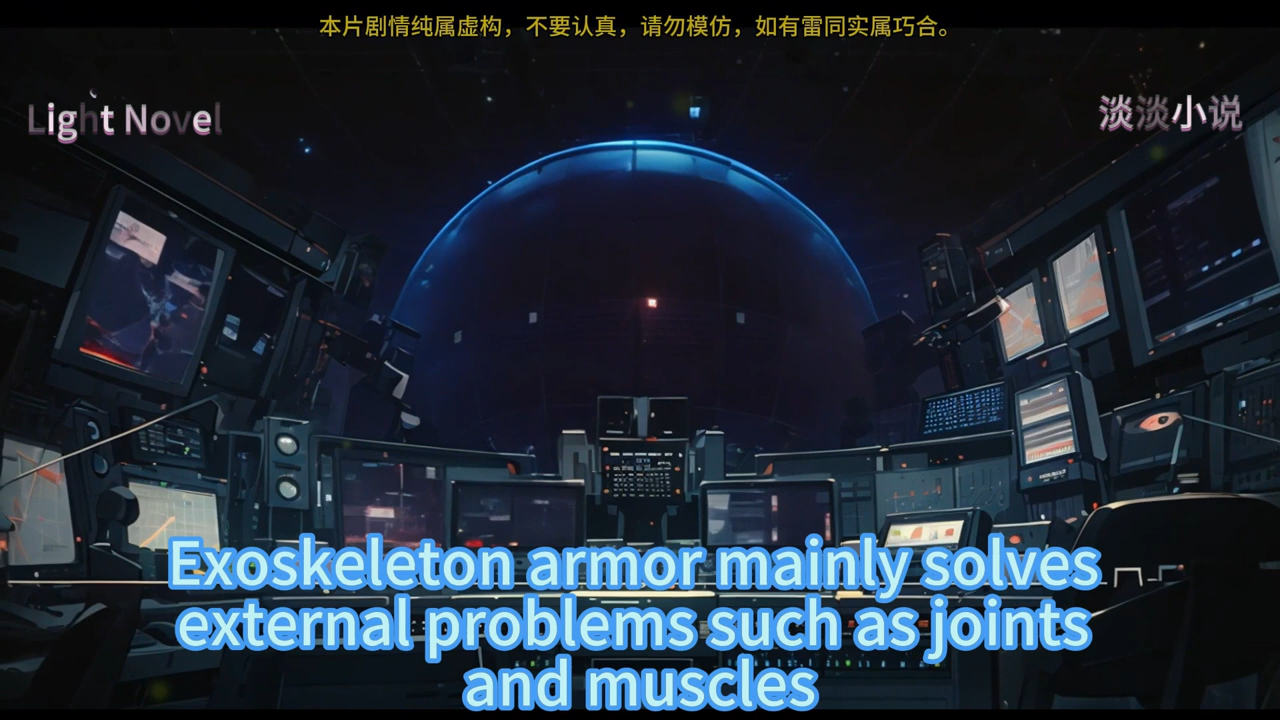 本片剧情纯属虚构，不要认真，请勿模仿，如有雷同实属巧合。
Light Novel
淡淡小说
Exoskeleton armor mainly solves
external problems such as joints
and muscles